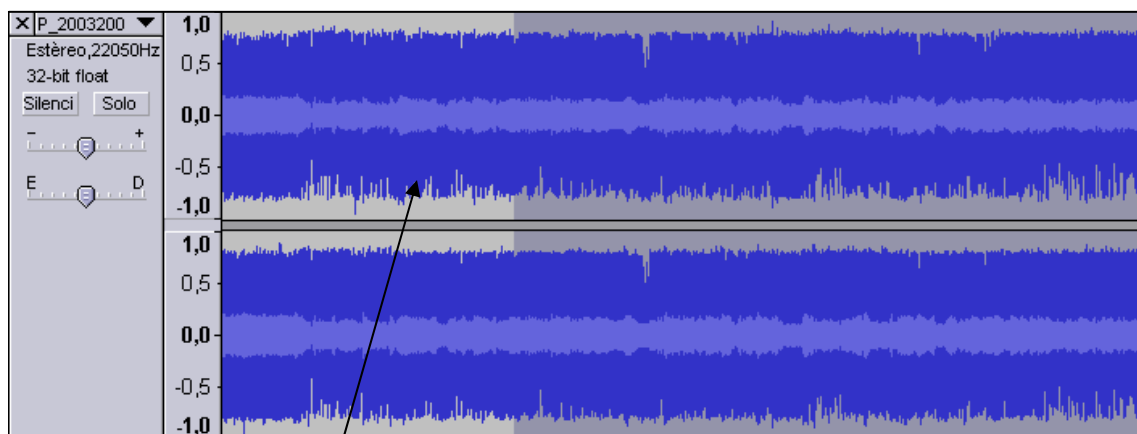 P_2003200
Estèreo,22050Hz
32-bit float
Silenci Solo
- +
E D
1,0
0,5
0,0
-0,5
-1,0
1,0
0,5
0,0
-0,5
-1,0